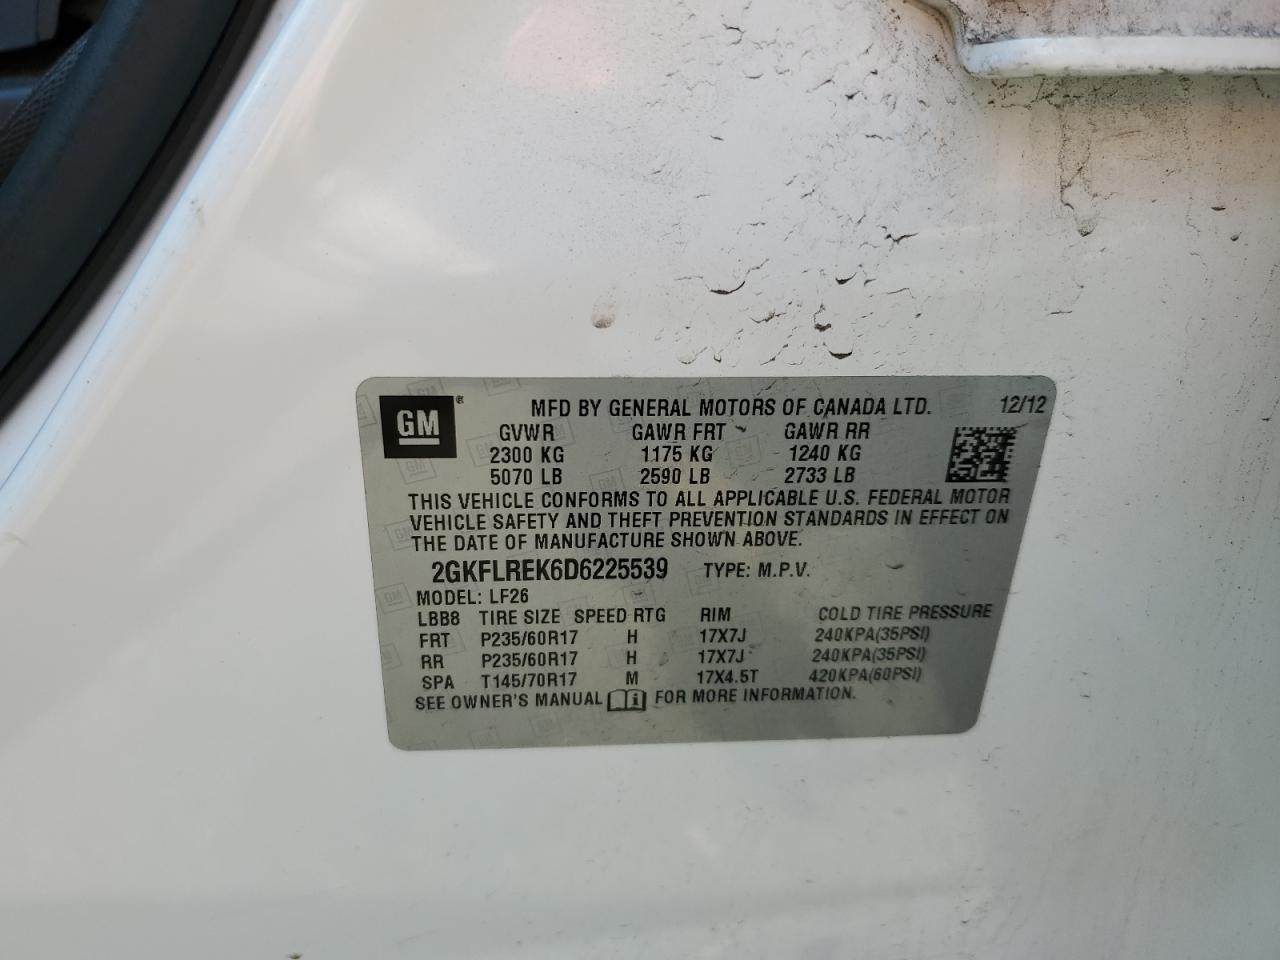 GM ® MFD BY GENERAL MOTORS OF CANADA LTD. 12/12
GVWR GAWR FRT GAWR RR
2300 KG 1175 KG 1240 KG
5070 LB 2590 LB 2733 LB
THIS VEHICLE CONFORMS TO ALL APPLICABLE U.S. FEDERAL MOTOR
VEHICLE SAFETY AND THEFT PREVENTION STANDARDS IN EFFECT ON
THE DATE OF MANUFACTURE SHOWN ABOVE.
2GKFLREK6D6225539 TYPE: M.P.V.
MODEL: LF26
LBB8 TIRE SIZE SPEED RTG RIM COLD TIRE PRESSURE
FRT P235/60R17 H 17X7J 240KPA(35PSI)
RR P235/60R17 H 17X7J 240KPA(35PSI)
SPA T145/70R17 M 17X4.5T 420KPA(60PSI)
SEE OWNER'S MANUAL i FOR MORE INFORMATION.